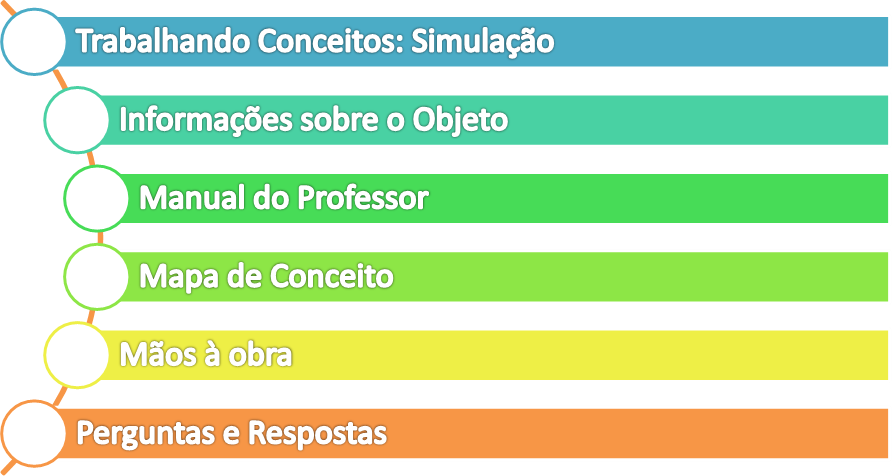 Trabalhando Conceitos: Simulação
Informações sobre o Objeto
Manual do Professor
Mapa de Conceito
Mãos à obra
Perguntas e Respostas